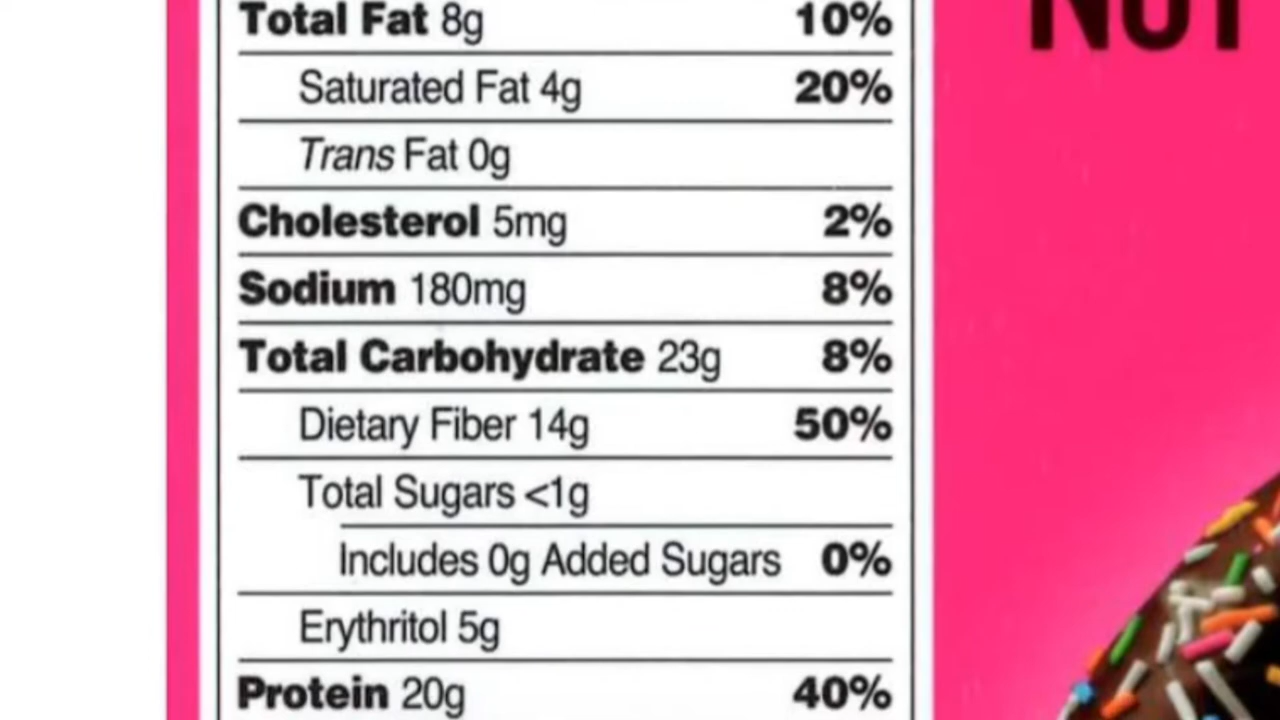 Total Fat 8g 10%
Saturated Fat 4g 20%
Trans Fat 0g
Cholesterol 5mg 2%
Sodium 180mg 8%
Total Carbohydrate 23g 8%
Dietary Fiber 14g 50%
Total Sugars <1g
Includes 0g Added Sugars 0%
Erythritol 5g
Protein 20g 40%